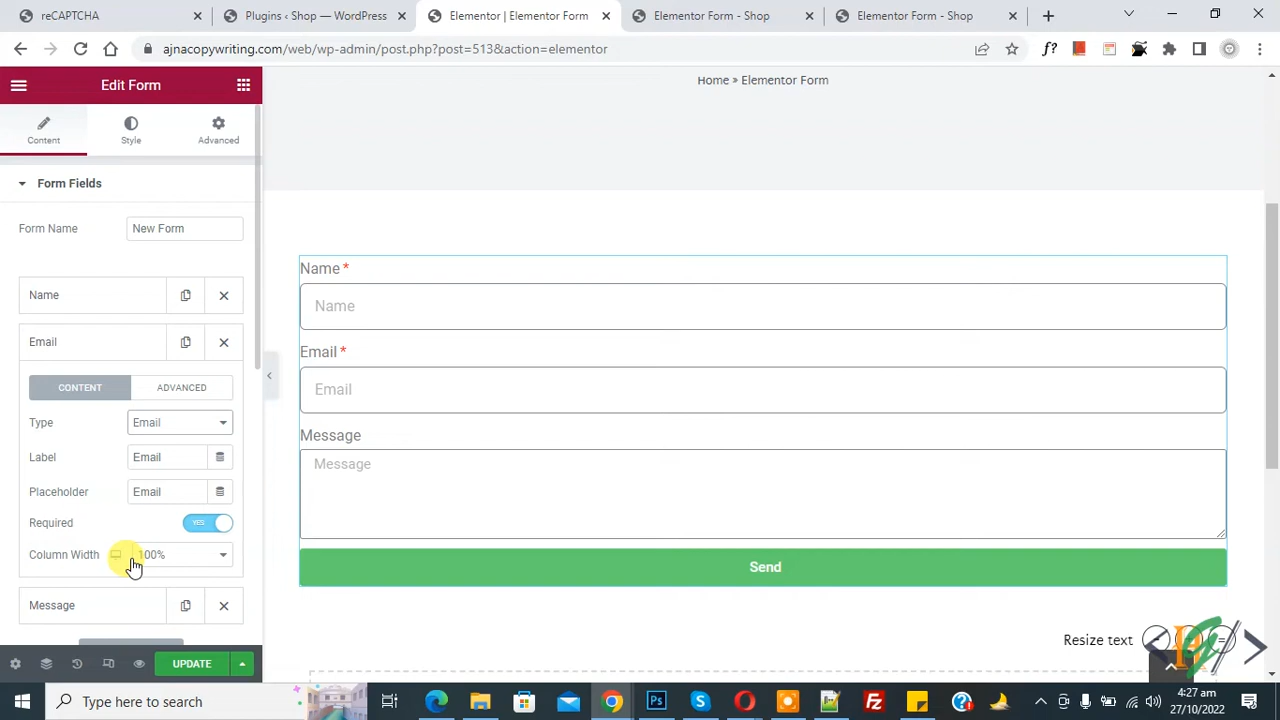 reCAPTCHA
Plugins ‹ Shop — WordPress
Elementor | Elementor Form
Elementor Form - Shop
Elementor Form - Shop
ajnacopywriting.com/web/wp-admin/post.php?post=513&action=elementor
f?
Edit Form
Home » Elementor Form
Content
Style
Advanced
Form Fields
Form Name
New Form
Name
Email
CONTENT
ADVANCED
Type
Email
Label
Email
Placeholder
Email
Required
YES
Column Width
100%
Message
UPDATE
Name *
Name
Email *
Email
Message
Message
Send
Resize text
Type here to search
4:27 am
27/10/2022